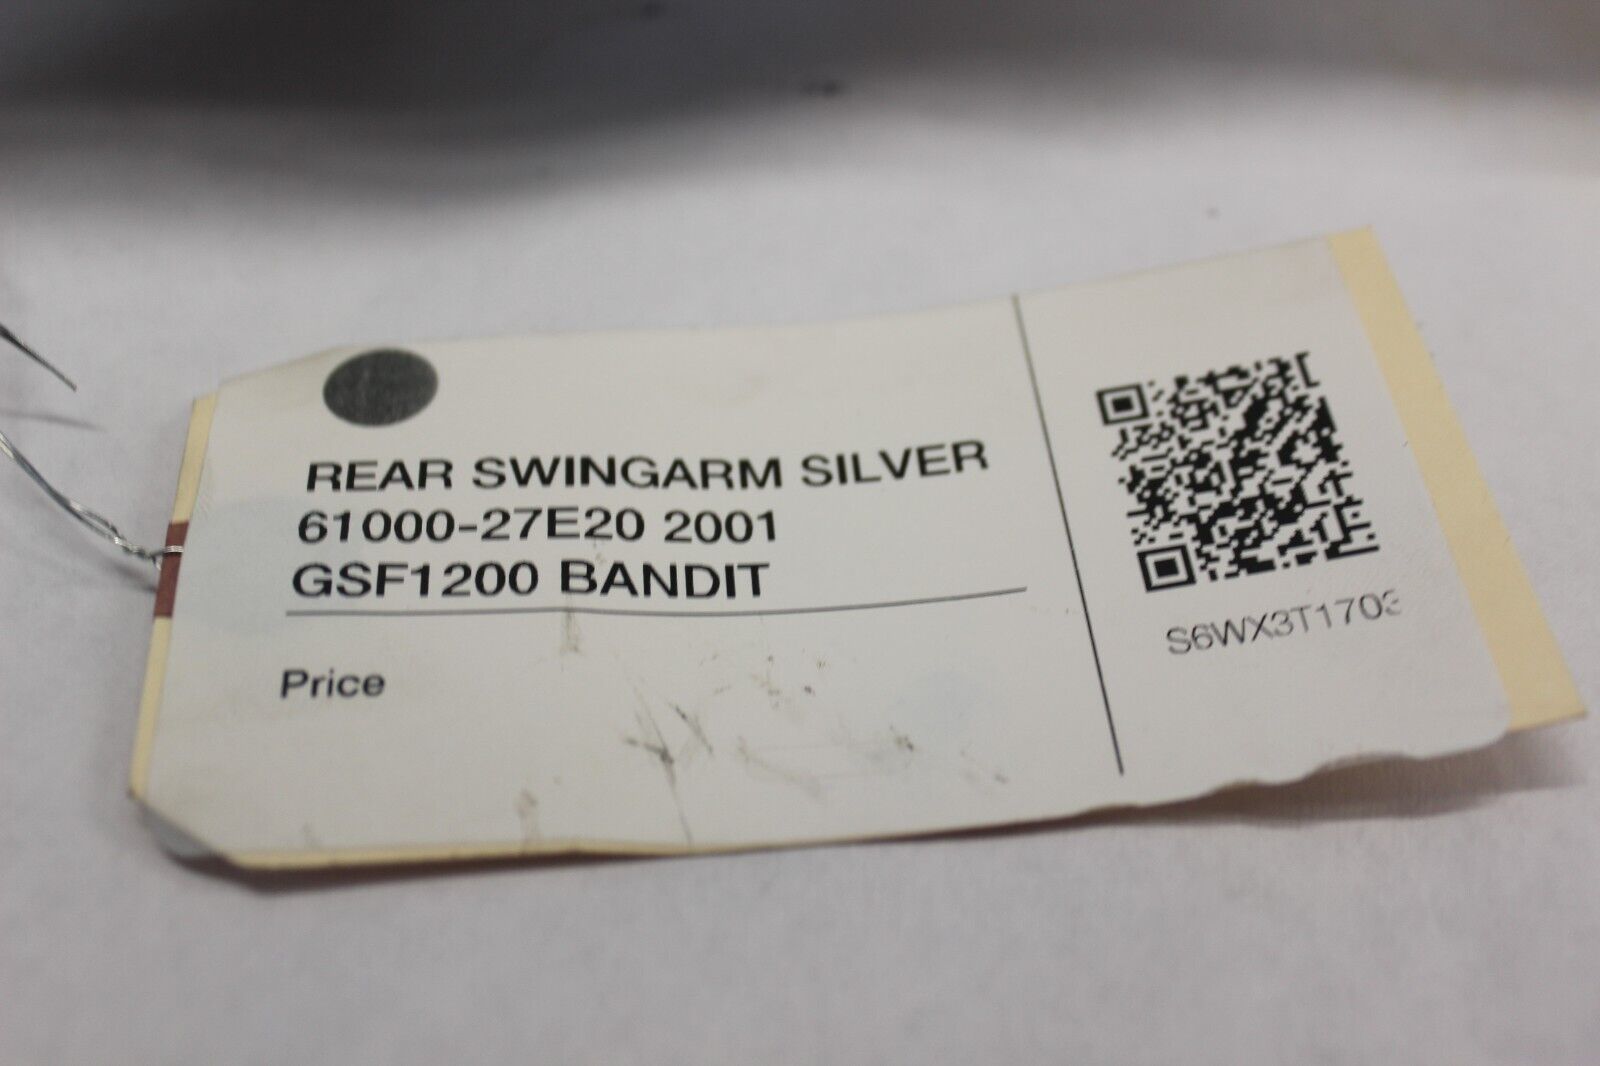 REAR SWINGARM SILVER
61000-27E20 2001
GSF1200 BANDIT
Price
S6WX3T1703